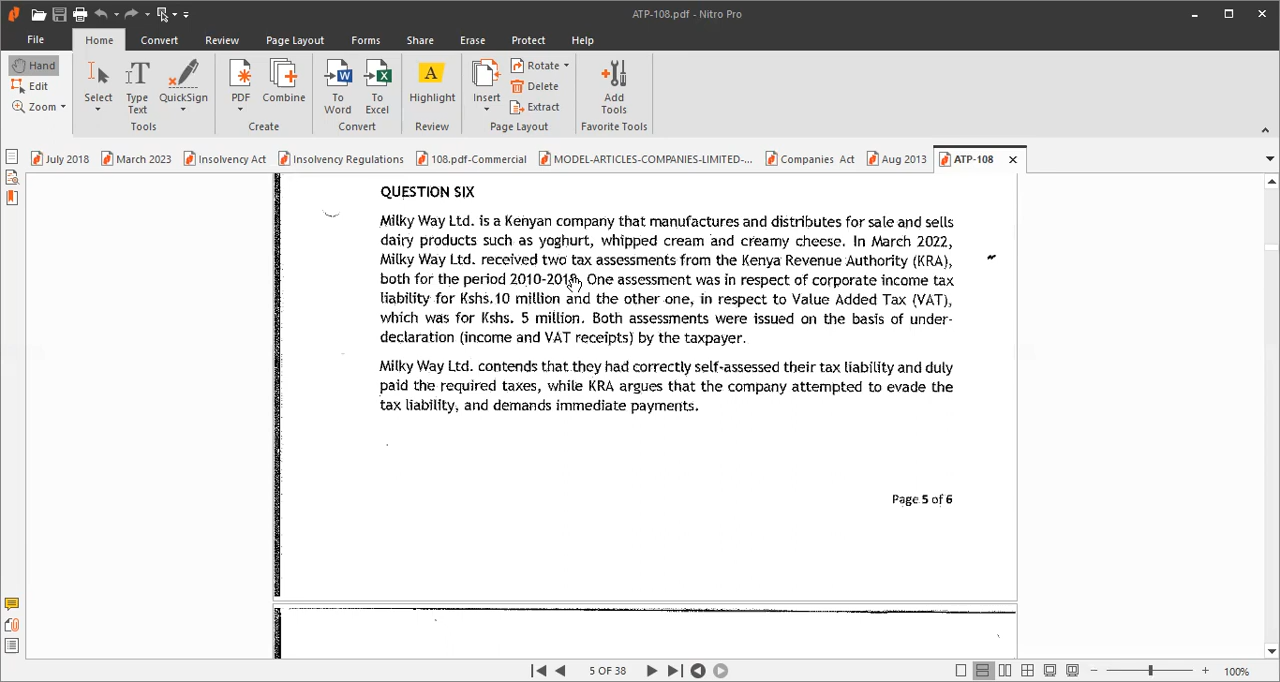 ATP-108.pdf - Nitro Pro
File Home Convert Review Page Layout Forms Share Erase Protect Help
Hand
Edit
Zoom
Select
Type Text
QuickSign
Tools
PDF
Combine
Create
To Word
To Excel
Convert
Highlight
Review
Insert
Rotate
Delete
Extract
Page Layout
Add Tools
Favorite Tools
July 2018 March 2023 Insolvency Act Insolvency Regulations 108.pdf-Commercial MODEL-ARTICLES-COMPANIES-LIMITED-... Companies Act Aug 2013 ATP-108
QUESTION SIX
Milky Way Ltd. is a Kenyan company that manufactures and distributes for sale and sells
dairy products such as yoghurt, whipped cream and creamy cheese. In March 2022,
Milky Way Ltd. received two tax assessments from the Kenya Revenue Authority (KRA),
both for the period 2010-2018. One assessment was in respect of corporate income tax
liability for Kshs.10 million and the other one, in respect to Value Added Tax (VAT),
which was for Kshs. 5 million. Both assessments were issued on the basis of under-
declaration (income and VAT receipts) by the taxpayer.
Milky Way Ltd. contends that they had correctly self-assessed their tax liability and duly
paid the required taxes, while KRA argues that the company attempted to evade the
tax liability, and demands immediate payments.
Page 5 of 6
5 OF 38
100%